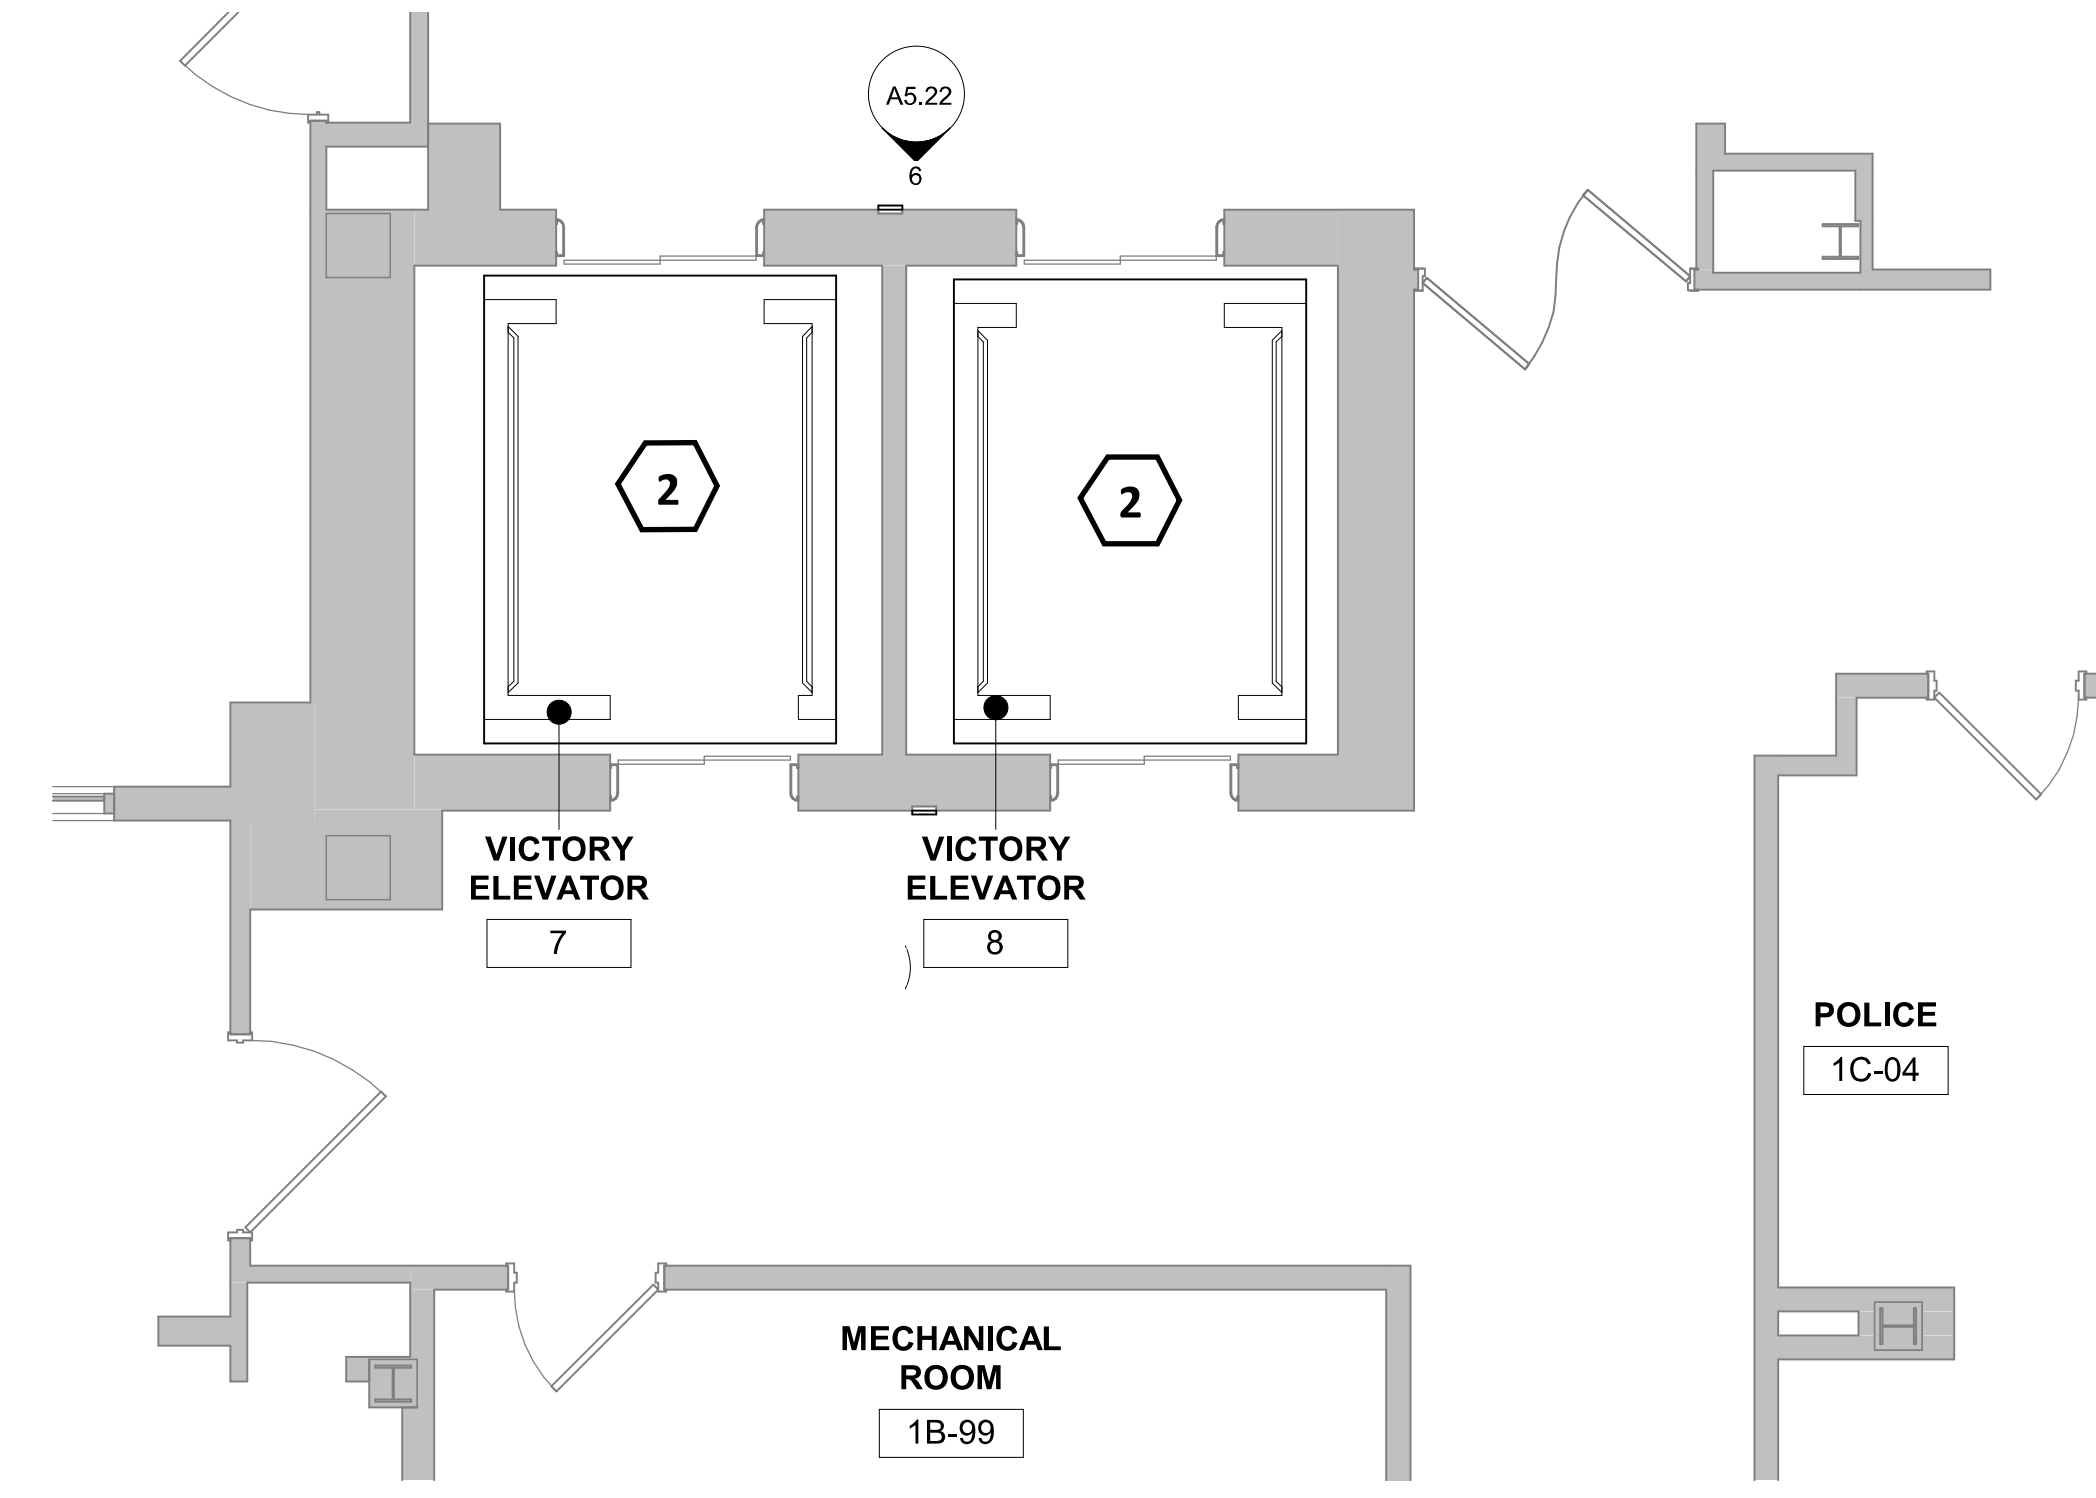 A5.22
6
2
2
VICTORY
ELEVATOR
7
VICTORY
ELEVATOR
8
POLICE
1C-04
MECHANICAL
ROOM
1B-99